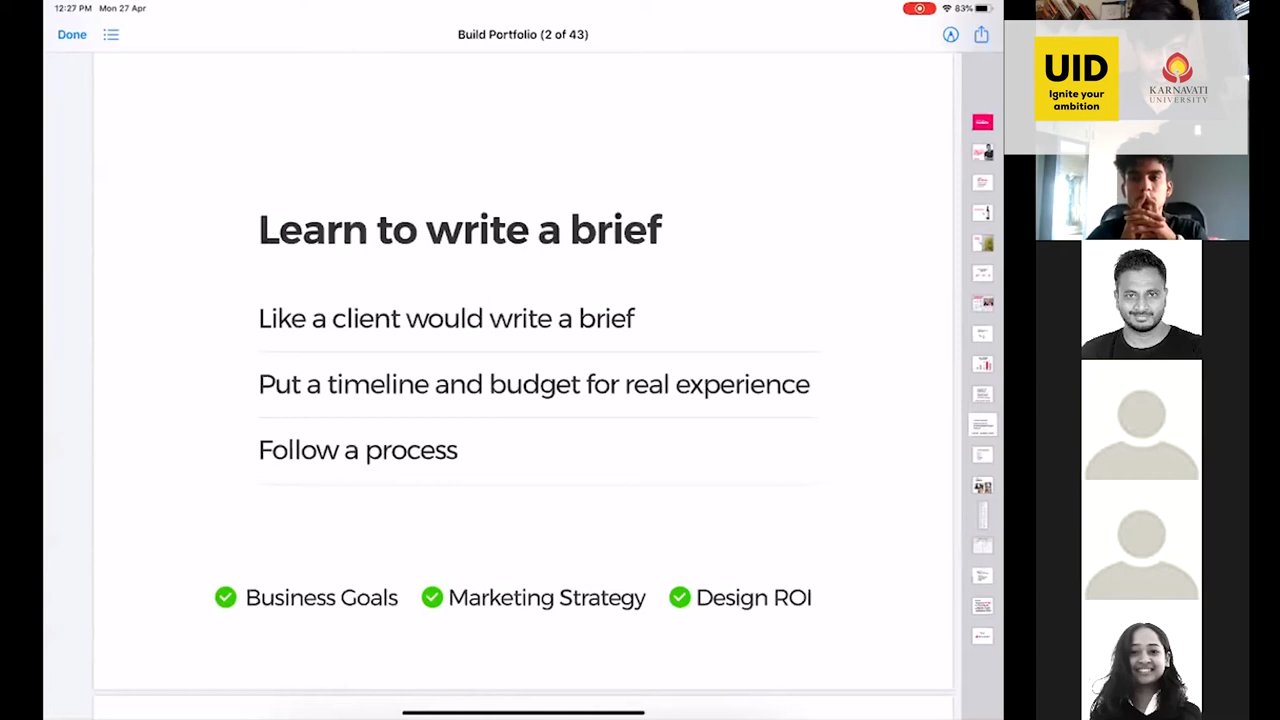 12:27 PM Mon 27 Apr
83%
Done
Build Portfolio (2 of 43)
UID
Ignite your
ambition
KARNAVATI
UNIVERSITY
Learn to write a brief
Like a client would write a brief
Put a timeline and budget for real experience
Follow a process
Business Goals Marketing Strategy Design ROI